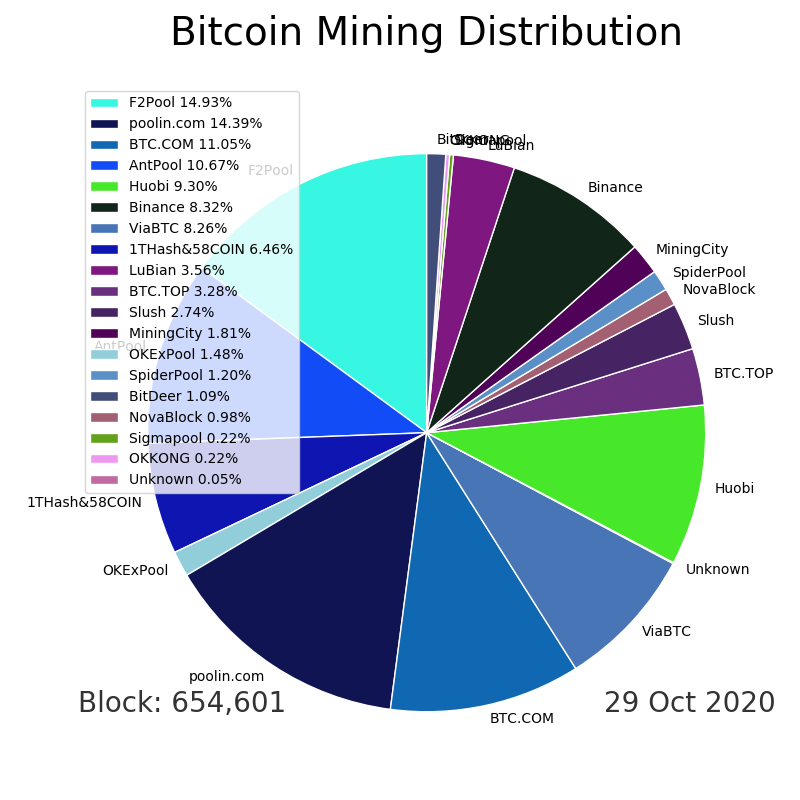 Bitcoin Mining Distribution
F2Pool 14.93%
poolin.com 14.39%
BTC.COM 11.05%
AntPool 10.67%
Huobi 9.30%
Binance 8.32%
ViaBTC 8.26%
1THash&58COIN 6.46%
LuBian 3.56%
BTC.TOP 3.28%
Slush 2.74%
MiningCity 1.81%
OKExPool 1.48%
SpiderPool 1.20%
BitDeer 1.09%
NovaBlock 0.98%
Sigmapool 0.22%
OKKONG 0.22%
Unknown 0.05%
BitDeer
OKKONG
Sigmapool
LuBian
Binance
MiningCity
SpiderPool
NovaBlock
Slush
BTC.TOP
Huobi
Unknown
ViaBTC
BTC.COM
poolin.com
OKExPool
1THash&58COIN
AntPool
F2Pool
Block: 654,601
29 Oct 2020